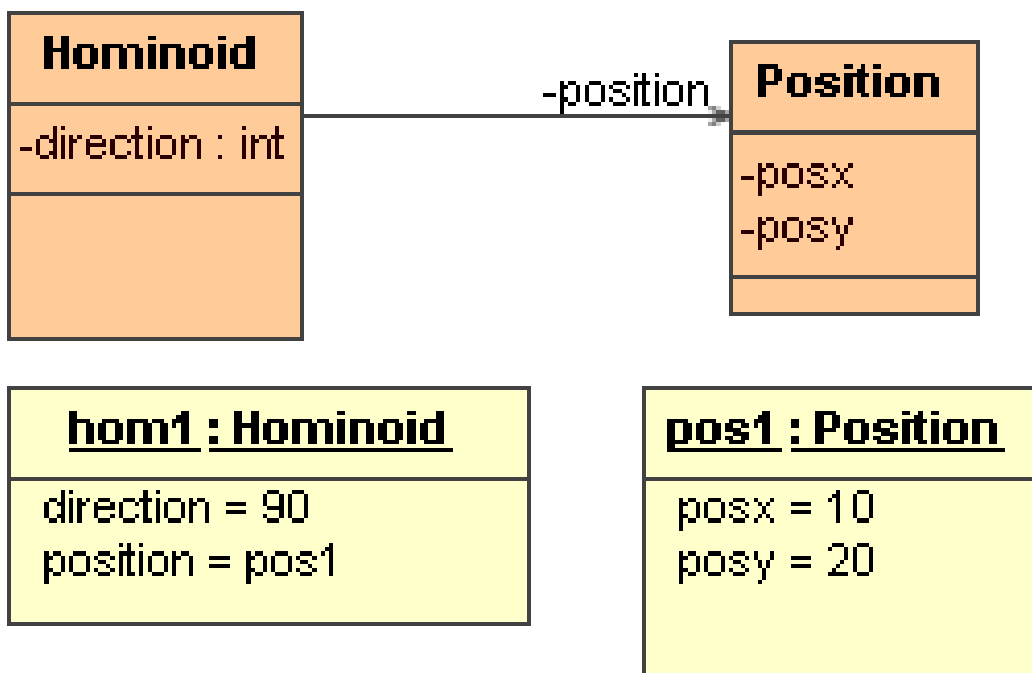 Hominoid
-direction : int
-position
Position
-posx
-posy
hom1 : Hominoid
direction = 90
position = pos1
pos1 : Position
posx = 10
posy = 20